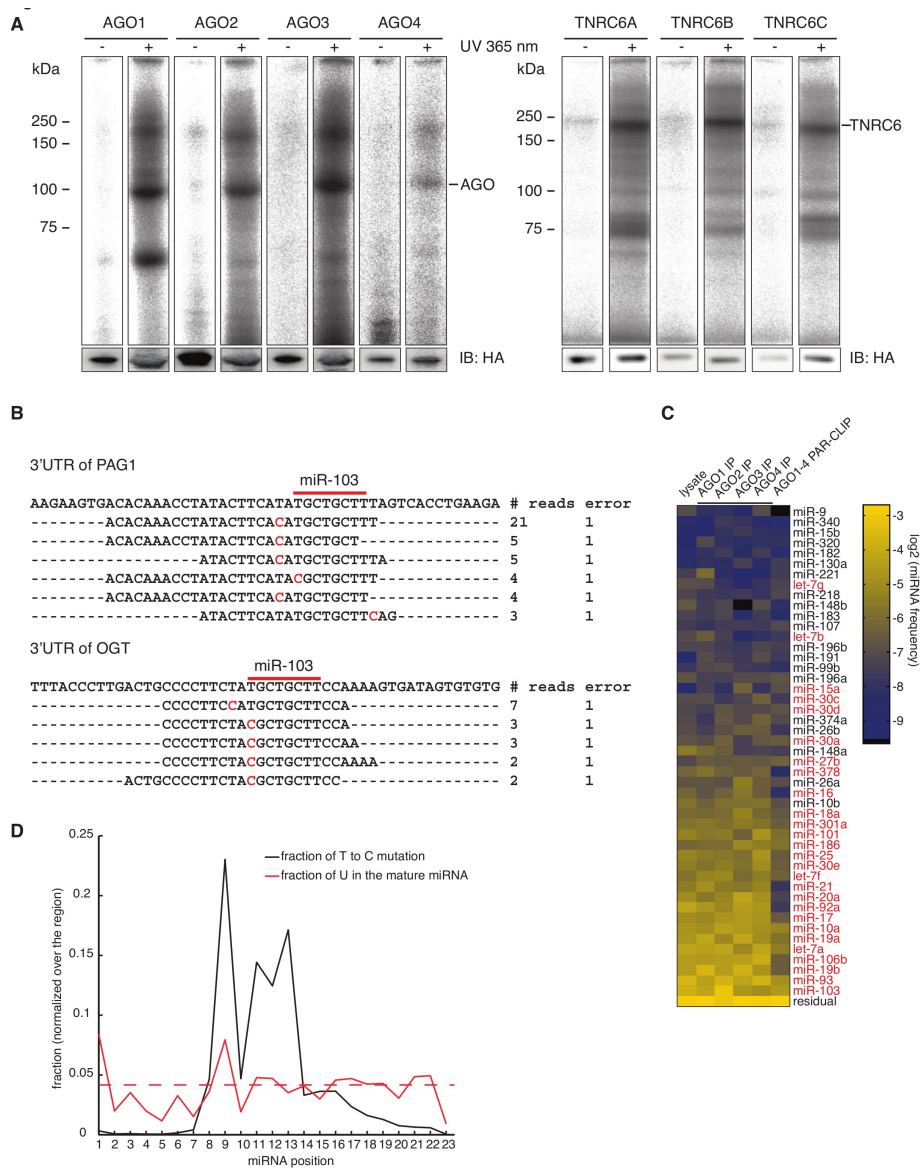 A
AGO1 AGO2 AGO3 AGO4 TNRC6A TNRC6B TNRC6C
- + - + - + - + UV 365 nm - + - + - +
kDa kDa
250 –
150 –
100 –
75 –
–AGO
250 –
150 –
100 –
75 –
–TNRC6
IB: HA IB: HA
B
3'UTR of PAG1
miR-103
AAGAAGTGACACAAACCTATACTTCATATGCTGCTTTAGTCACCTGAAGA # reads error
--------ACACAAACCTATACTTCACATGCTGCTTT-------------- 21 1
--------ACACAAACCTATACTTCACATGCTGCT--------------- 5 1
------------------ATACTTCACATGCTGCTTTA------------ 5 1
--------ACACAAACCTATACTTCATACGCTGCTTT------------- 4 1
--------ACACAAACCTATACTTCACATGCTGCTT-------------- 4 1
------------------ATACTTCATATGCTGCTTCAG----------- 3 1
3'UTR of OGT
miR-103
TTTACCCTTGACTGCCCCTTCTATGCTGCTTCCAAAAGTGATAGTGTGTG # reads error
--------------CCCCTTCCATGCTGCTTCCA---------------- 7 1
--------------CCCCTTCTACGCTGCTTCCA---------------- 3 1
--------------CCCCTTCTACGCTGCTTCCAA--------------- 3 1
--------------CCCCTTCTACGCTGCTTCCAAAA------------- 2 1
----------ACTGCCCCTTCTACGCTGCTTCC----------------- 2 1
C
lysate
AGO1 IP
AGO2 IP
AGO3 IP
AGO4 IP
AGO1-4 PAR-CLIP
miR-9
miR-340
miR-15b
miR-320
miR-182
miR-130a
miR-221
let-7g
miR-218
miR-148b
miR-183
miR-107
let-7b
miR-196b
miR-191
miR-99b
miR-196a
miR-15a
miR-30c
miR-30d
miR-374a
miR-26b
miR-30a
miR-148a
miR-27b
miR-378
miR-26a
miR-16
miR-10b
miR-18a
miR-301a
miR-101
miR-186
miR-25
miR-30e
let-7f
miR-21
miR-20a
miR-92a
miR-17
miR-10a
miR-19a
let-7a
miR-106b
miR-19b
miR-93
miR-103
residual
-3
-4
-5
-6
-7
-8
-9
log2 (miRNA frequency)
D
fraction of T to C mutation
fraction of U in the mature miRNA
0.25
0.2
0.15
0.1
0.05
0
fraction (normalized over the region)
1 2 3 4 5 6 7 8 9 10 11 12 13 14 15 16 17 18 19 20 21 22 23
miRNA position